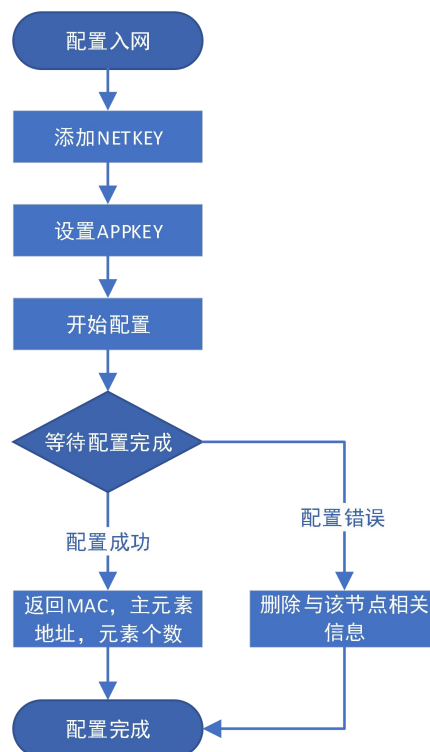 配置入网
添加NETKEY
设置APPKEY
开始配置
等待配置完成
配置成功
配置错误
返回MAC，主元素
地址，元素个数
删除与该节点相关
信息
配置完成